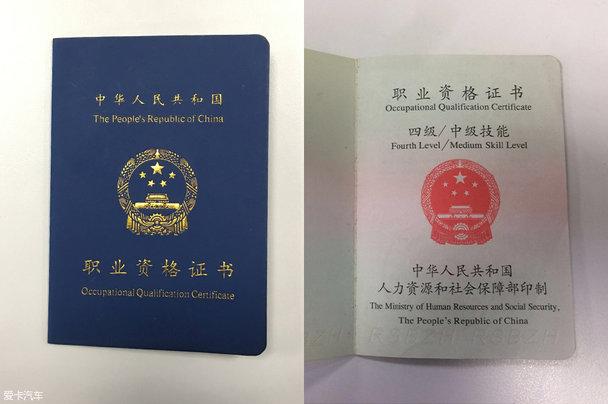 中华人民共和国
The People's Republic of China
职业资格证书
Occupational Qualification Certificate
职业资格证书
Occupational Qualification Certificate
四级/中级技能
Fourth Level/Medium Skill Level
中华人民共和国
人力资源和社会保障部印制
The Ministry of Human Resources and Social Security,
The People's Republic of China
RSBZH RSBZH
爱卡汽车